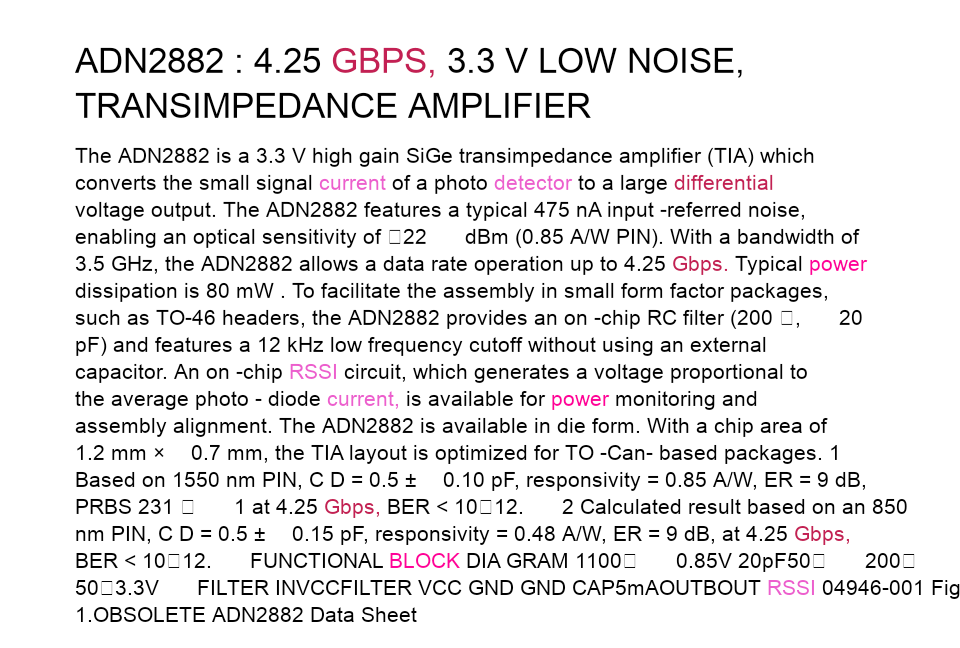 ADN2882 : 4.25 GBPS, 3.3 V LOW NOISE,
TRANSIMPEDANCE AMPLIFIER
The ADN2882 is a 3.3 V high gain SiGe transimpedance amplifier (TIA) which
converts the small signal current of a photo detector to a large differential
voltage output. The ADN2882 features a typical 475 nA input -referred noise,
enabling an optical sensitivity of □22 dBm (0.85 A/W PIN). With a bandwidth of
3.5 GHz, the ADN2882 allows a data rate operation up to 4.25 Gbps. Typical power
dissipation is 80 mW . To facilitate the assembly in small form factor packages,
such as TO-46 headers, the ADN2882 provides an on -chip RC filter (200 □, 20
pF) and features a 12 kHz low frequency cutoff without using an external
capacitor. An on -chip RSSI circuit, which generates a voltage proportional to
the average photo - diode current, is available for power monitoring and
assembly alignment. The ADN2882 is available in die form. With a chip area of
1.2 mm × 0.7 mm, the TIA layout is optimized for TO -Can- based packages. 1
Based on 1550 nm PIN, C D = 0.5 ± 0.10 pF, responsivity = 0.85 A/W, ER = 9 dB,
PRBS 231 □ 1 at 4.25 Gbps, BER < 10□12. 2 Calculated result based on an 850
nm PIN, C D = 0.5 ± 0.15 pF, responsivity = 0.48 A/W, ER = 9 dB, at 4.25 Gbps,
BER < 10□12. FUNCTIONAL BLOCK DIA GRAM 1100□ 0.85V 20pF50□ 200□
50□3.3V FILTER INVCCFILTER VCC GND GND CAP5mAOUTBOUT RSSI 04946-001 Fig
1.OBSOLETE ADN2882 Data Sheet